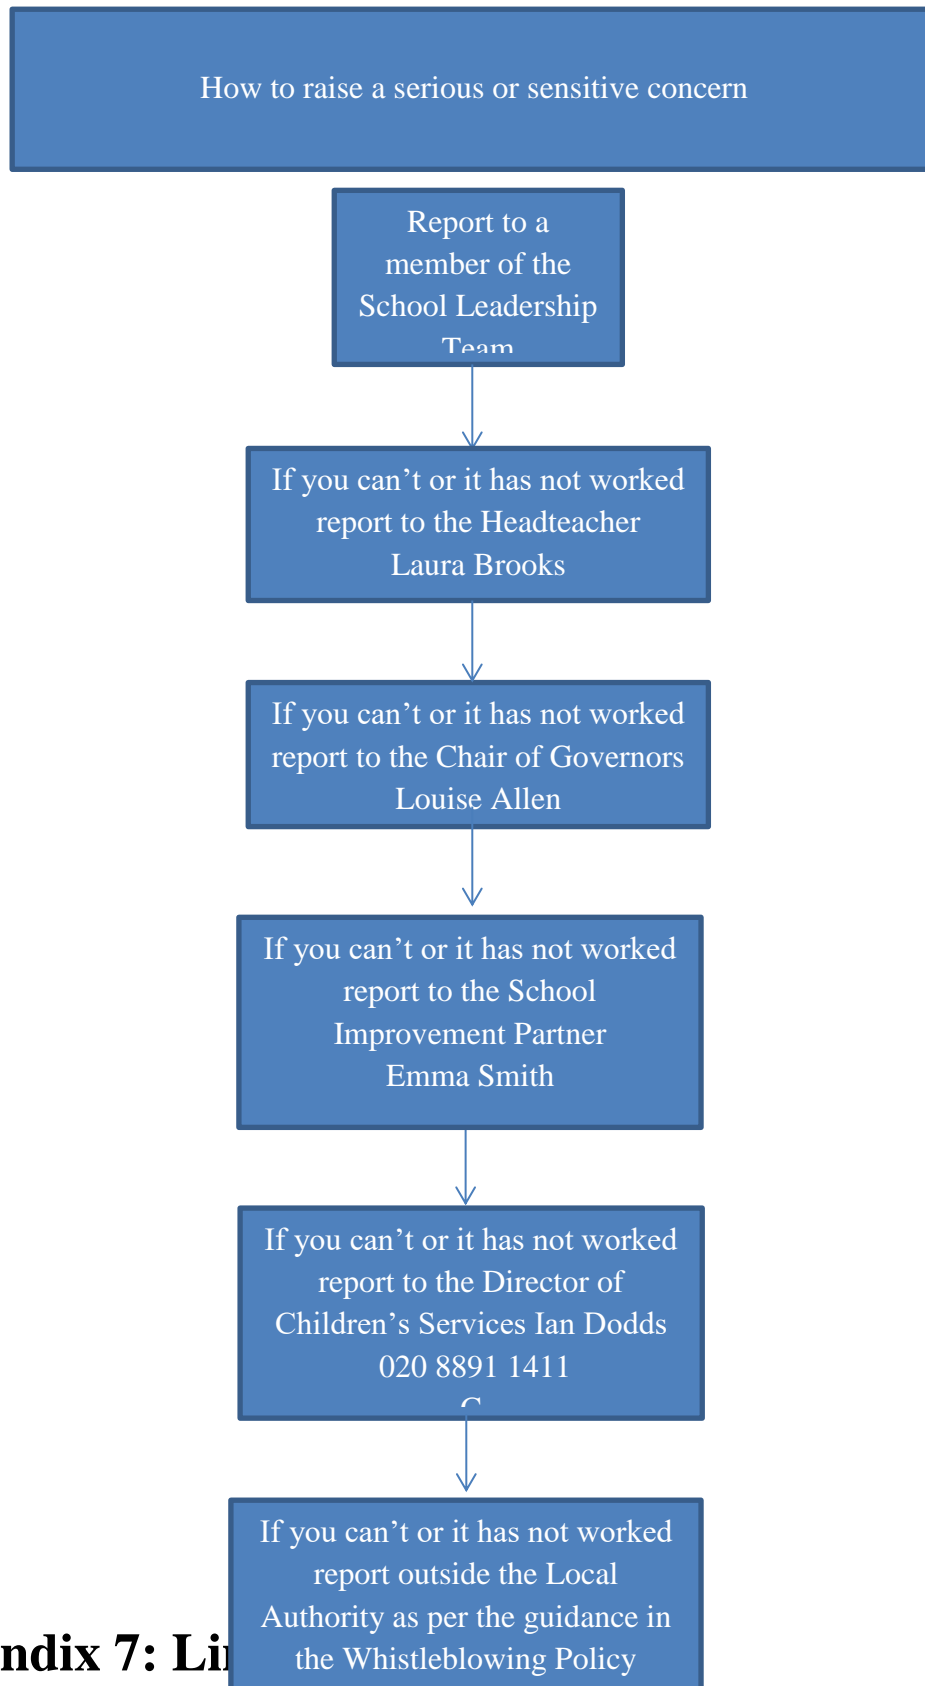 How to raise a serious or sensitive concern
Report to a
member of the
School Leadership
Team
If you can’t or it has not worked
report to the Headteacher
Laura Brooks
If you can’t or it has not worked
report to the Chair of Governors
Louise Allen
If you can’t or it has not worked
report to the School
Improvement Partner
Emma Smith
If you can’t or it has not worked
report to the Director of
Children’s Services Ian Dodds
020 8891 1411
If you can’t or it has not worked
report outside the Local
Authority as per the guidance in
the Whistleblowing Policy
ndix 7: Li